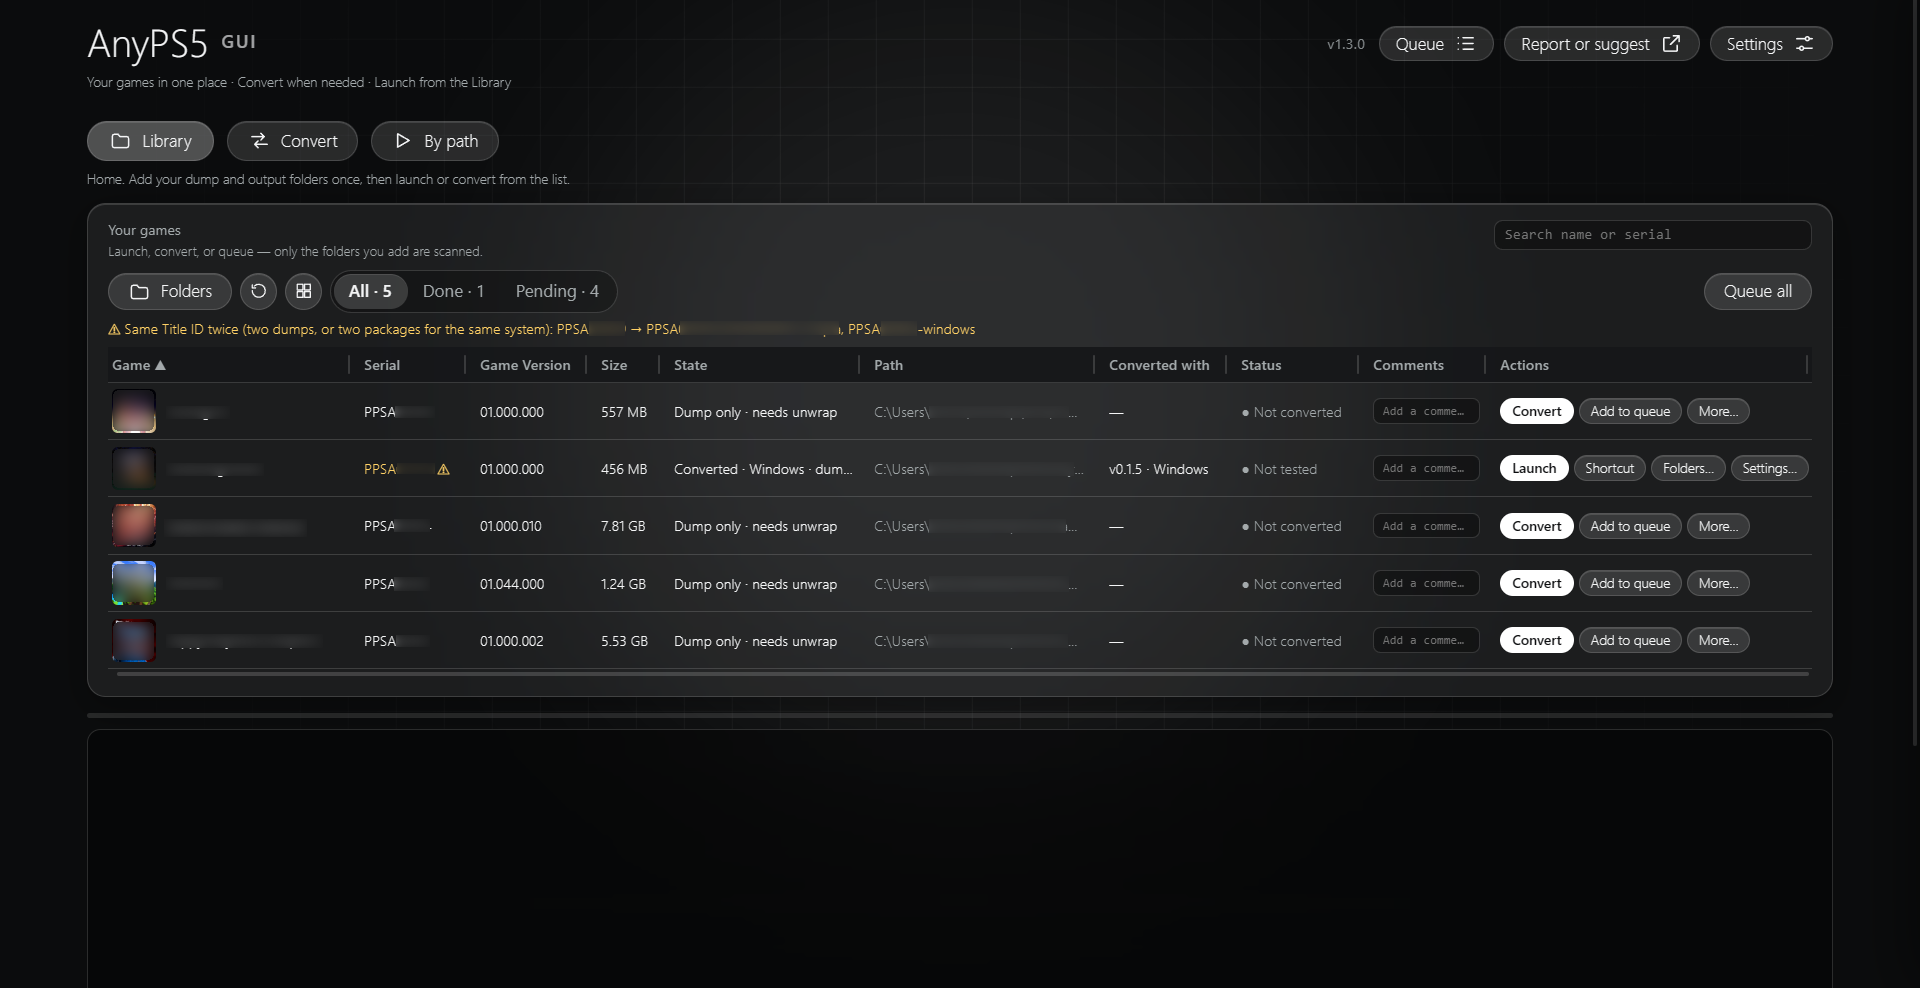 AnyPS5 GUI
v1.3.0 Queue Report or suggest Settings
Your games in one place · Convert when needed · Launch from the Library
Library Convert By path
Home. Add your dump and output folders once, then launch or convert from the list.
Your games
Search name or serial
Launch, convert, or queue — only the folders you add are scanned.
Folders All · 5 Done · 1 Pending · 4 Queue all
⚠ Same Title ID twice (two dumps, or two packages for the same system): PPSA → PPSA , PPSA -windows
Game ▲ Serial Game Version Size State Path Converted with Status Comments Actions
PPSA 01.000.000 557 MB Dump only · needs unwrap C:\Users\ ... — ● Not converted Add a comme… Convert Add to queue More...
PPSA ⚠ 01.000.000 456 MB Converted · Windows · dum... C:\Users\ ... v0.1.5 · Windows ● Not tested Add a comme… Launch Shortcut Folders... Settings...
PPSA 01.000.010 7.81 GB Dump only · needs unwrap C:\Users\ ... — ● Not converted Add a comme… Convert Add to queue More...
PPSA 01.044.000 1.24 GB Dump only · needs unwrap C:\Users\ ... — ● Not converted Add a comme… Convert Add to queue More...
PPSA 01.000.002 5.53 GB Dump only · needs unwrap C:\Users\ ... — ● Not converted Add a comme… Convert Add to queue More...